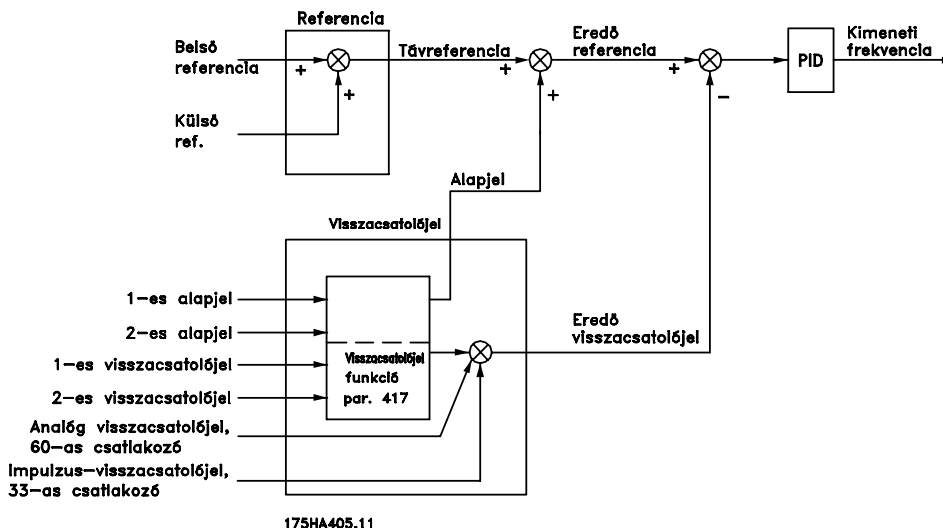 Referencia
Belső
referencia
+
+
Külső
ref.
Távreferencia
+
+
Eredő
referencia
+
−
PID
Kimeneti
frekvencia
Alapjel
Visszacsatolójel
1−es alapjel
2−es alapjel
1−es visszacsatolójel
2−es visszacsatolójel
Visszacsatolójel
funkció
par. 417
Eredő
visszacsatolójel
Analóg visszacsatolójel,
60−as csatlakozó
Impulzus−visszacsatolójel,
33−as csatlakozó
175HA405.11